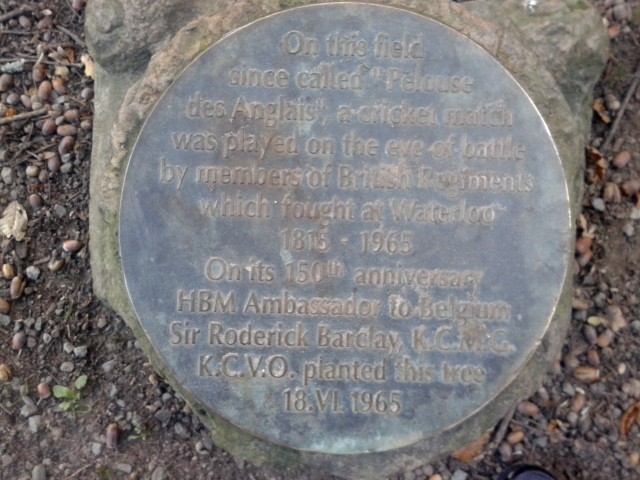 On this field
since called "Pelouse
des Anglais", a cricket match
was played on the eve of battle
by members of British Regiments
which fought at Waterloo
1815 - 1965
On its 150th anniversary
HBM Ambassador to Belgium
Sir Roderick Barclay, K.C.M.G.
K.C.V.O. planted this tree
18.VI.1965